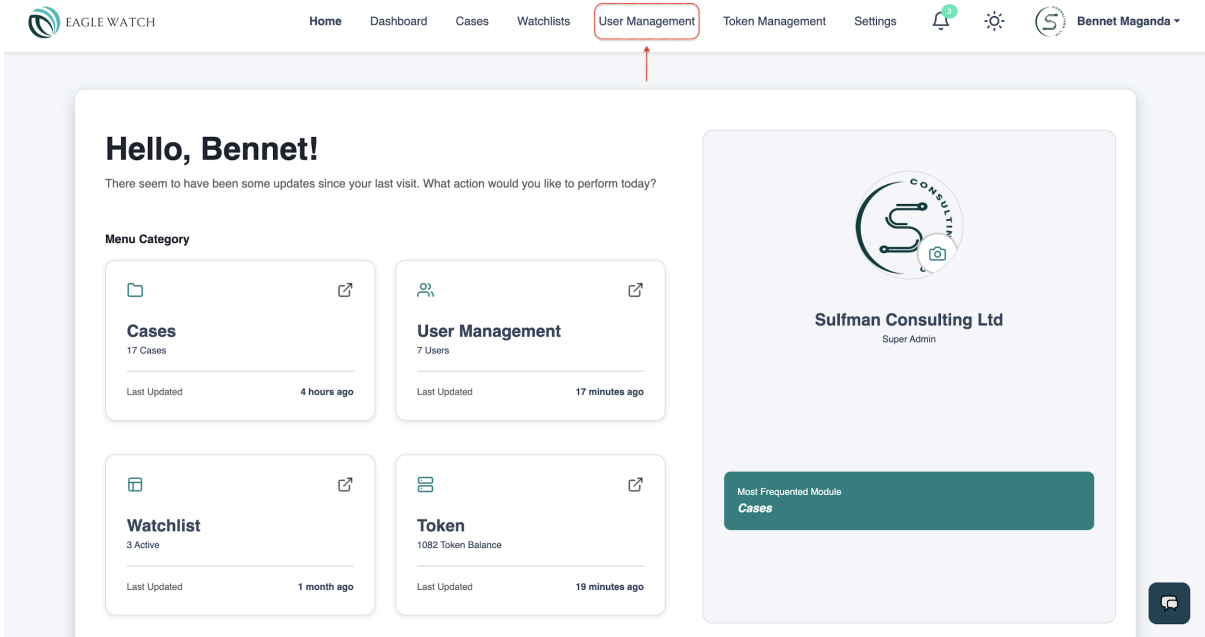 EAGLE WATCH
Home Dashboard Cases Watchlists User Management Token Management Settings 3 Bennet Maganda
Hello, Bennet!
There seem to have been some updates since your last visit. What action would you like to perform today?
Menu Category
Cases
17 Cases
Last Updated 4 hours ago
User Management
7 Users
Last Updated 17 minutes ago
Watchlist
3 Active
Last Updated 1 month ago
Token
1082 Token Balance
Last Updated 19 minutes ago
Sulfman Consulting Ltd
Super Admin
Most Frequented Module
Cases